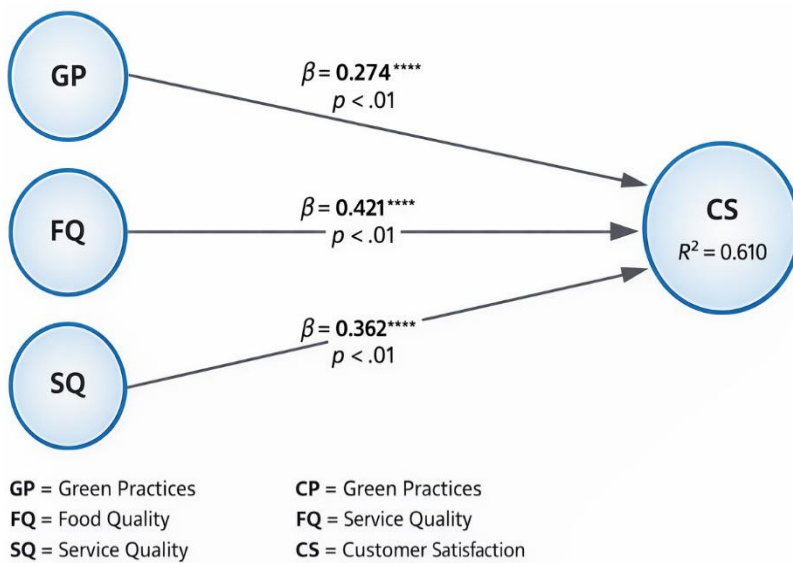 GP
β = 0.274****
p < .01
FQ
β = 0.421****
p < .01
CS
R² = 0.610
SQ
β = 0.362****
p < .01
GP = Green Practices
FQ = Food Quality
SQ = Service Quality
CP = Green Practices
FQ = Service Quality
CS = Customer Satisfaction